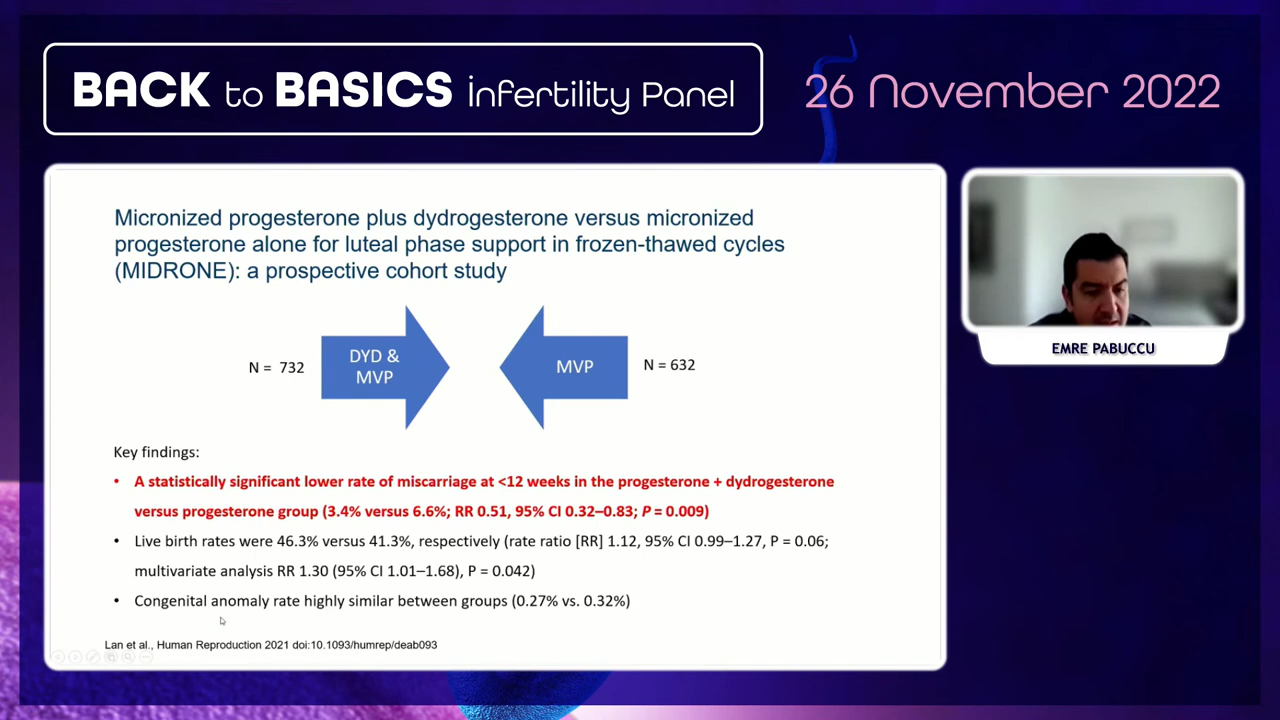 BACK to BASICS infertility Panel
26 November 2022
Micronized progesterone plus dydrogesterone versus micronized
progesterone alone for luteal phase support in frozen-thawed cycles
(MIDRONE): a prospective cohort study
N = 732
DYD &
MVP
MVP
N = 632
EMRE PABUCCU
Key findings:
• A statistically significant lower rate of miscarriage at <12 weeks in the progesterone + dydrogesterone
versus progesterone group (3.4% versus 6.6%; RR 0.51, 95% CI 0.32–0.83; P = 0.009)
• Live birth rates were 46.3% versus 41.3%, respectively (rate ratio [RR] 1.12, 95% CI 0.99–1.27, P = 0.06;
multivariate analysis RR 1.30 (95% CI 1.01–1.68), P = 0.042)
• Congenital anomaly rate highly similar between groups (0.27% vs. 0.32%)
Lan et al., Human Reproduction 2021 doi:10.1093/humrep/deab093